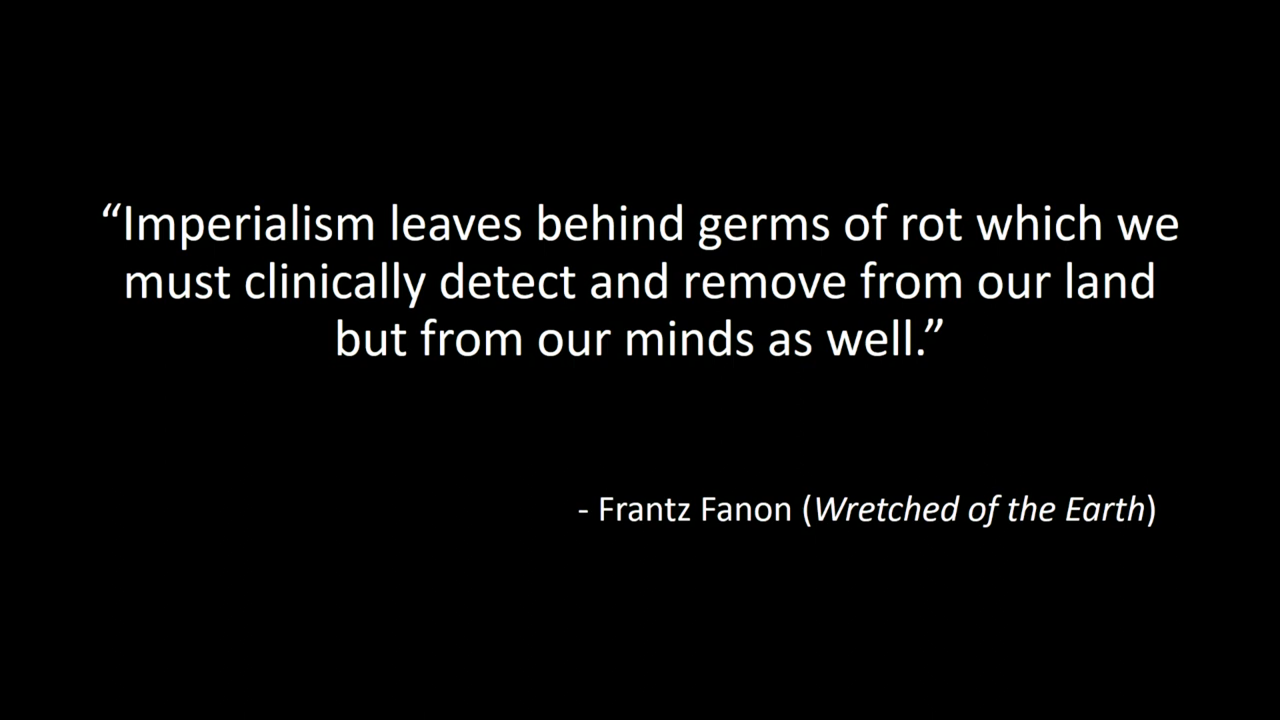 “Imperialism leaves behind germs of rot which we
must clinically detect and remove from our land
but from our minds as well.”
- Frantz Fanon (Wretched of the Earth)